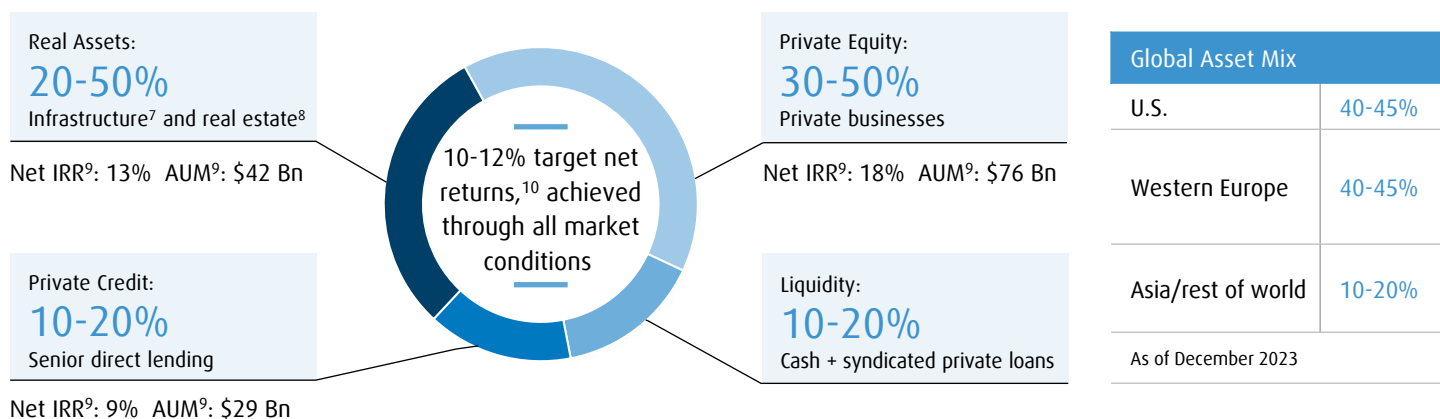 Real Assets:
20-50%
Infrastructure⁷ and real estate⁸
Net IRR⁹: 13% AUM⁹: $42 Bn
Private Credit:
10-20%
Senior direct lending
Net IRR⁹: 9% AUM⁹: $29 Bn
10-12% target net
returns,¹⁰ achieved
through all market
conditions
Private Equity:
30-50%
Private businesses
Net IRR⁹: 18% AUM⁹: $76 Bn
Liquidity:
10-20%
Cash + syndicated private loans
Global Asset Mix
U.S. 40-45%
Western Europe 40-45%
Asia/rest of world 10-20%
As of December 2023